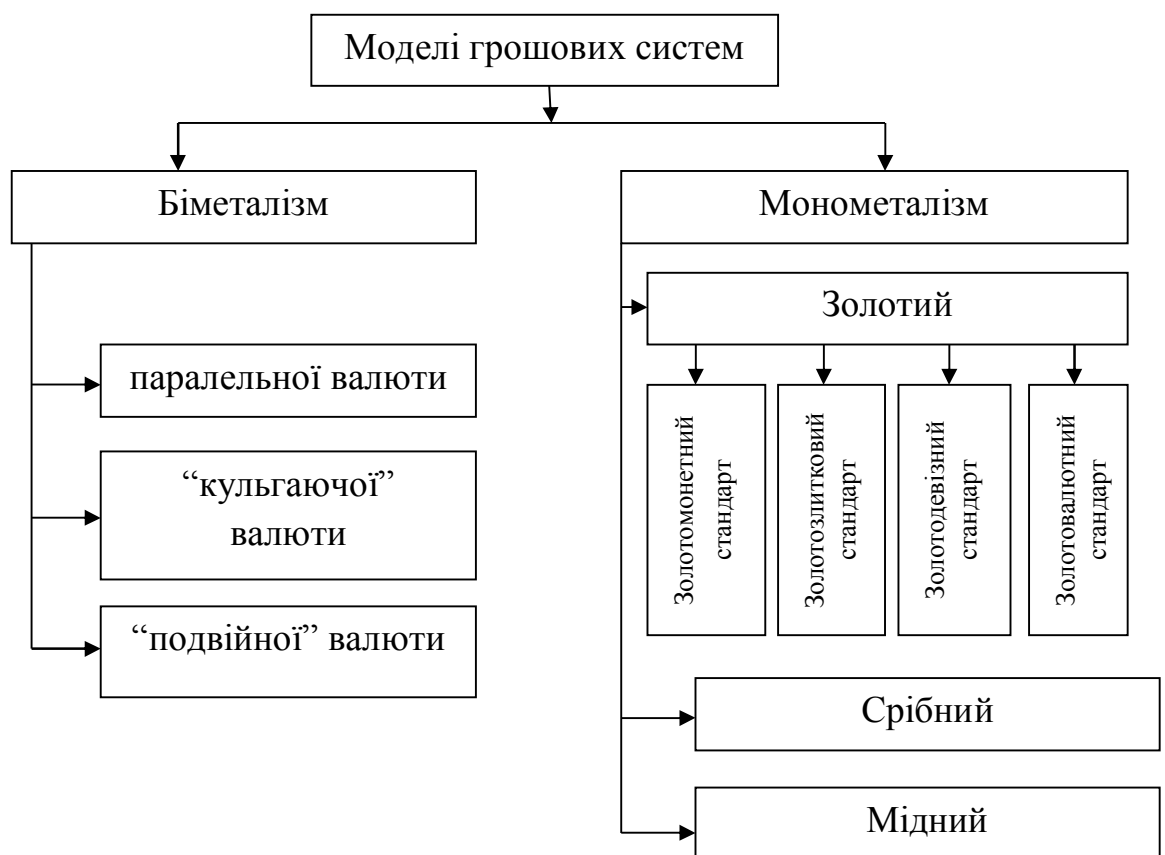 Моделі грошових систем
Біметалізм
Монометалізм
Золотий
паралельної валюти
“кульгаючої”
валюти
“подвійної” валюти
Золотомонетний
стандарт
Золотозлитковий
стандарт
Золотодевізний
стандарт
Золотовалютний
стандарт
Срібний
Мідний